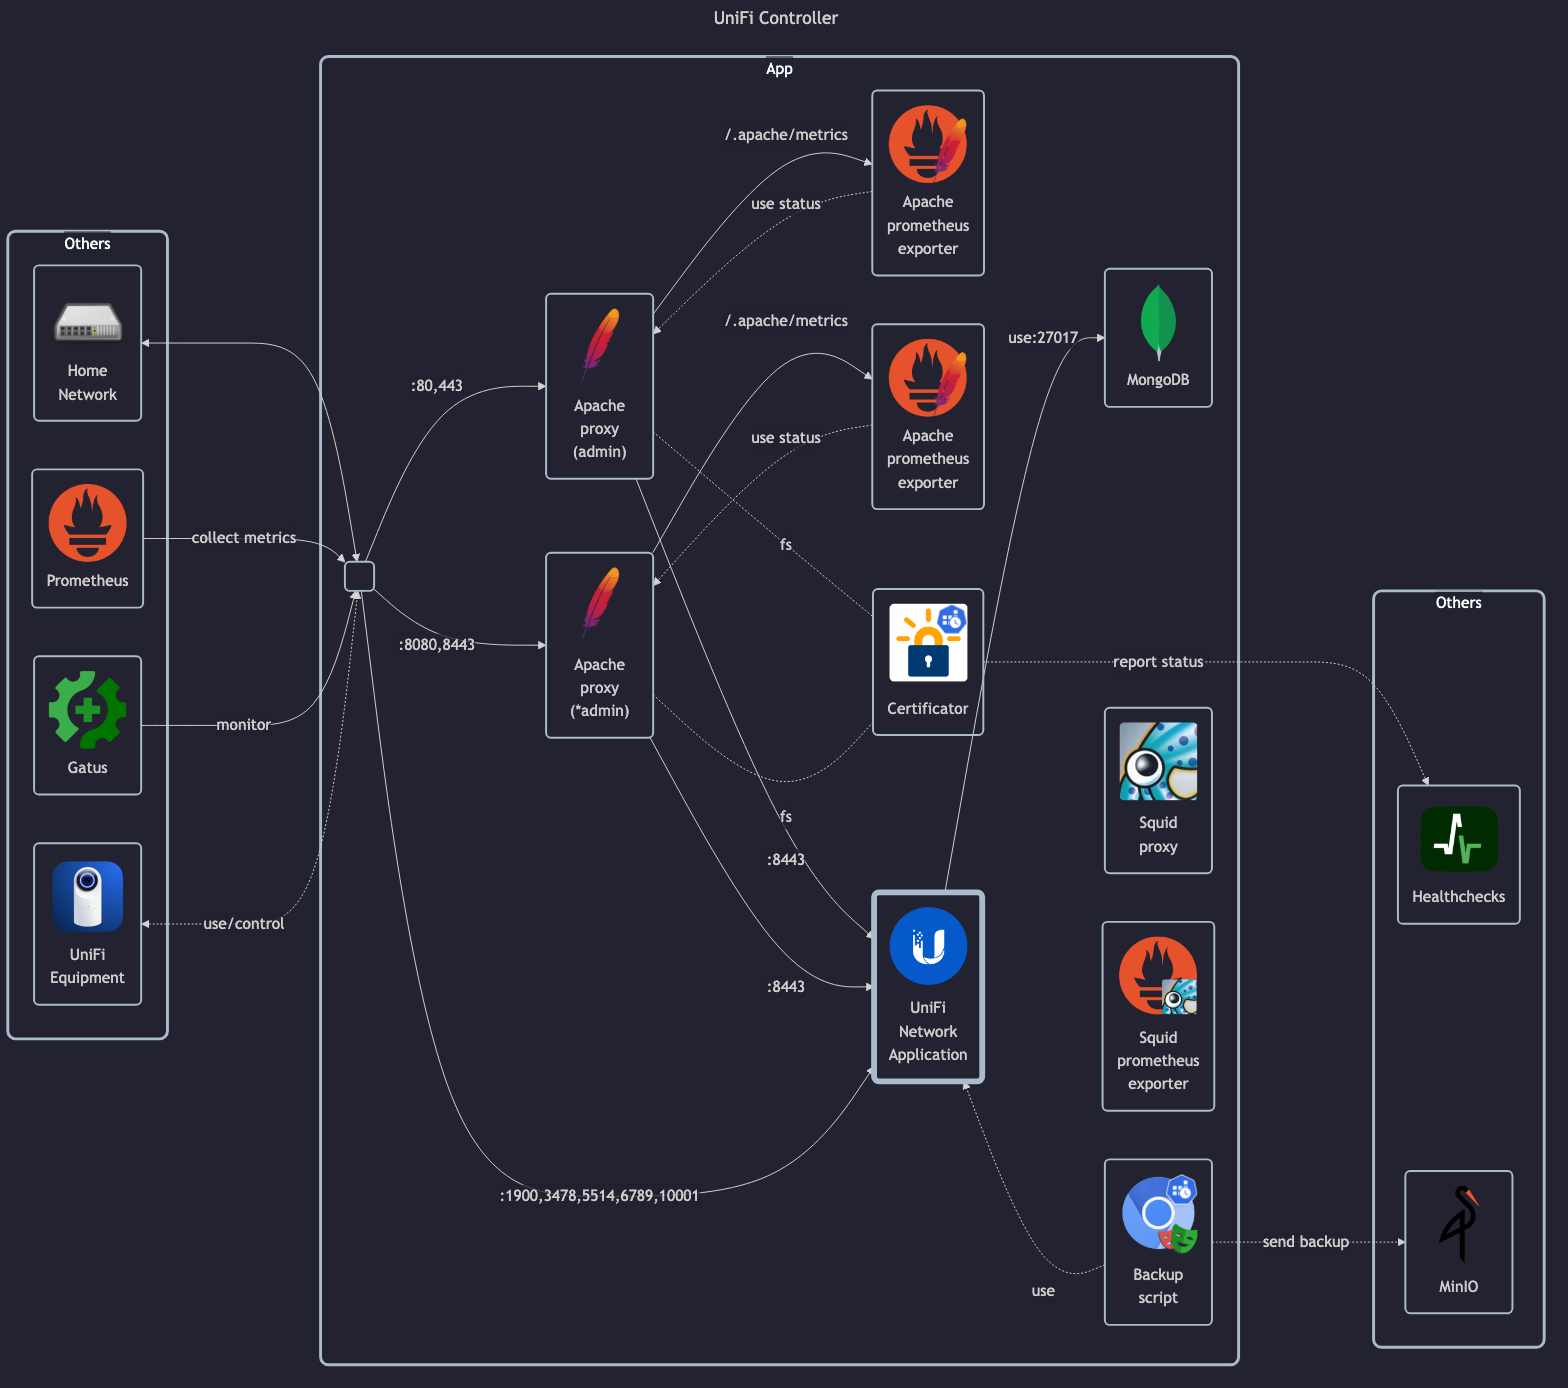 UniFi Controller
App
/.apache/metrics
use status
Apache
prometheus
exporter
Others
Home
Network
:80,443
Apache
proxy
(admin)
/.apache/metrics
use status
Apache
prometheus
exporter
use:27017
MongoDB
Prometheus
collect metrics
fs
:8080,8443
Apache
proxy
(*admin)
Certificator
report status
Others
Gatus
monitor
fs
:8443
Squid
proxy
Healthchecks
UniFi
Equipment
use/control
:8443
UniFi
Network
Application
Squid
prometheus
exporter
:1900,3478,5514,6789,10001
use
Backup
script
send backup
MinIO